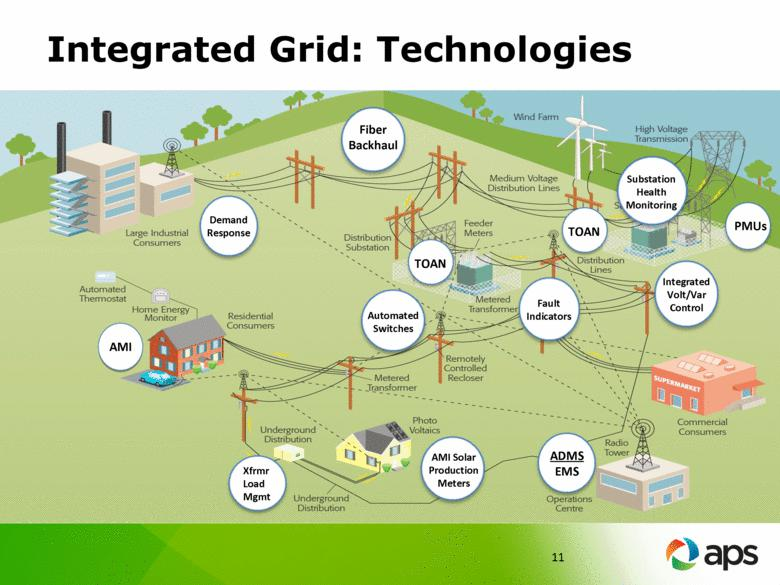 Integrated Grid: Technologies
Wind Farm
High Voltage
Transmission
Fiber
Backhaul
Medium Voltage
Distribution Lines
Substation
Health
Monitoring
S
Demand
Response
Large Industrial
Consumers
Distribution
Substation
Feeder
Meters
TOAN
TOAN
PMUs
Distribution
Lines
Automated
Thermostat
Home Energy
Monitor
Residential
Consumers
AMI
Automated
Switches
Metered
Transformer
Fault
Indicators
Integrated
Volt/Var
Control
Metered
Transformer
Remotely
Controlled
Recloser
SUPERMARKET
Commercial
Consumers
Underground
Distribution
Photo
Voltaics
Xfrmr
Load
Mgmt
Underground
Distribution
AMI Solar
Production
Meters
ADMS
EMS
Radio
Tower
Operations
Centre
11
aps